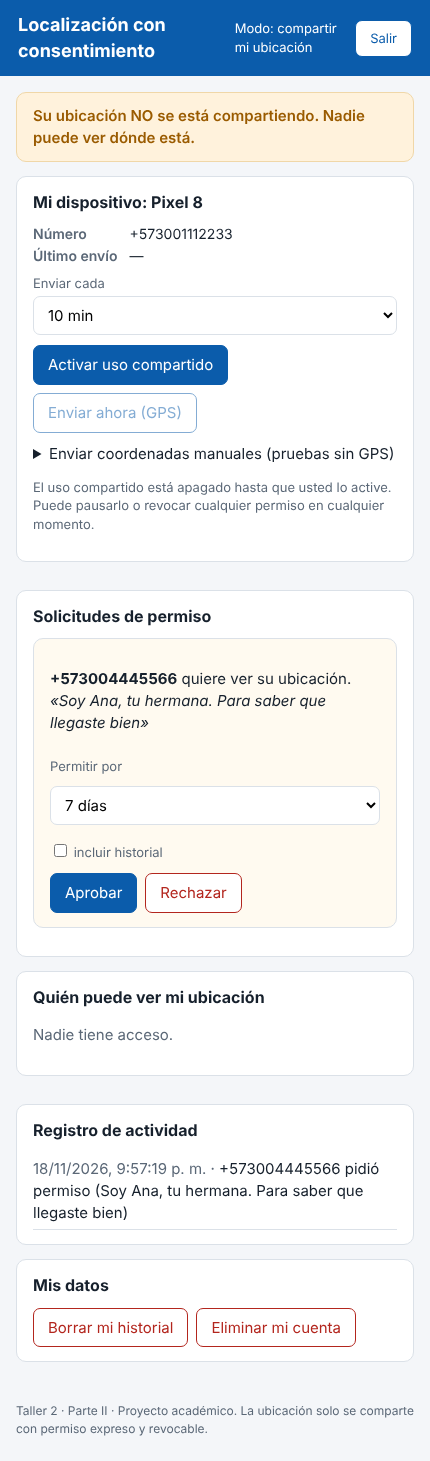 Localización con
consentimiento
Modo: compartir
mi ubicación
Salir
Su ubicación NO se está compartiendo. Nadie
puede ver dónde está.
Mi dispositivo: Pixel 8
Número +573001112233
Último envío —
Enviar cada
10 min
Activar uso compartido
Enviar ahora (GPS)
Enviar coordenadas manuales (pruebas sin GPS)
El uso compartido está apagado hasta que usted lo active.
Puede pausarlo o revocar cualquier permiso en cualquier
momento.
Solicitudes de permiso
+573004445566 quiere ver su ubicación.
«Soy Ana, tu hermana. Para saber que
llegaste bien»
Permitir por
7 días
incluir historial
Aprobar Rechazar
Quién puede ver mi ubicación
Nadie tiene acceso.
Registro de actividad
18/11/2026, 9:57:19 p. m. · +573004445566 pidió
permiso (Soy Ana, tu hermana. Para saber que
llegaste bien)
Mis datos
Borrar mi historial Eliminar mi cuenta
Taller 2 · Parte II · Proyecto académico. La ubicación solo se comparte
con permiso expreso y revocable.